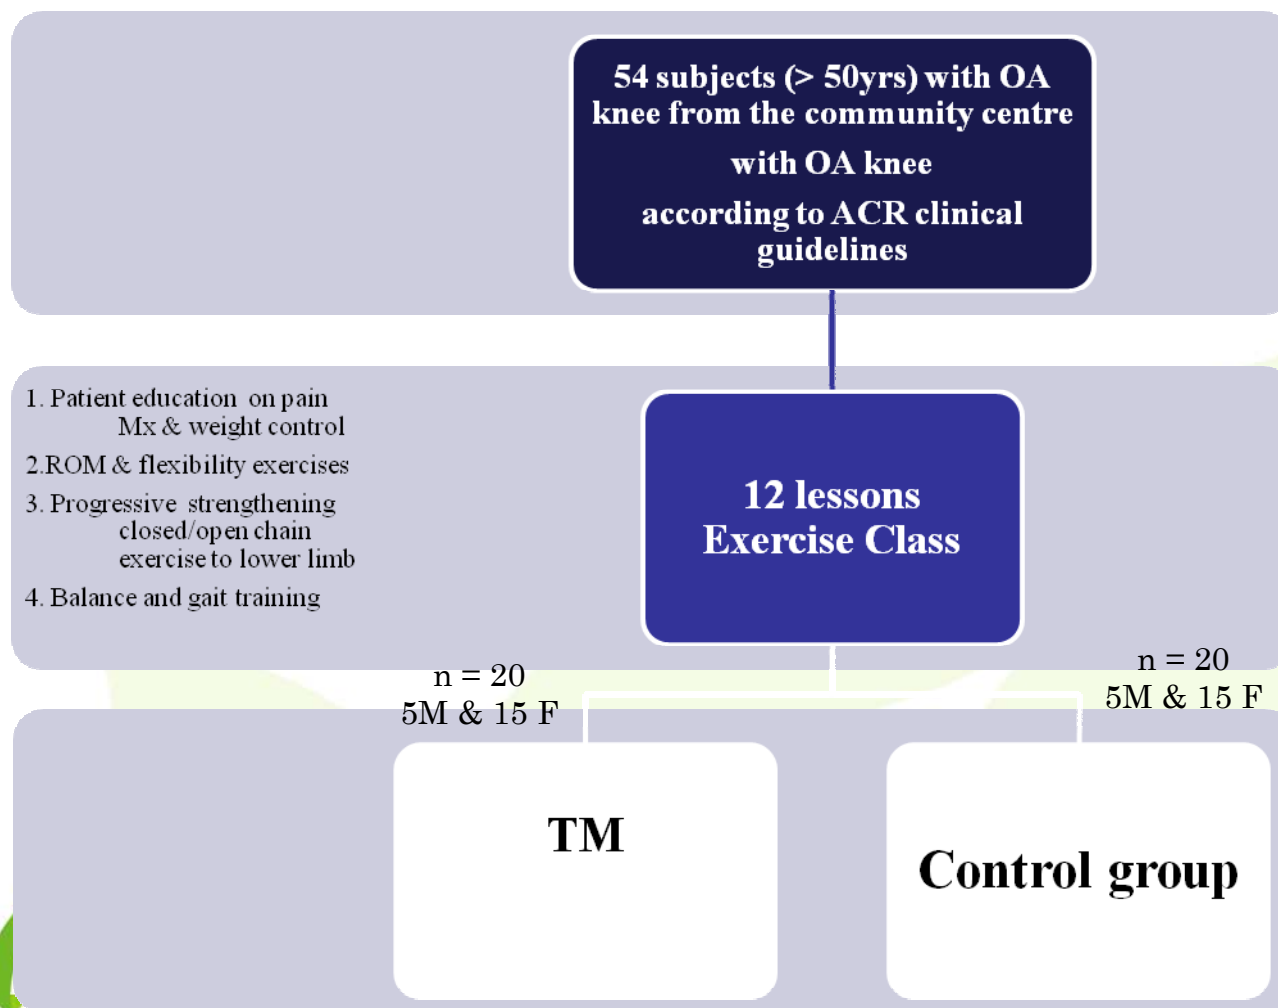 54 subjects (> 50yrs) with OA
knee from the community centre
with OA knee
according to ACR clinical
guidelines
1. Patient education on pain
Mx & weight control
2.ROM & flexibility exercises
3. Progressive strengthening
closed/open chain
exercise to lower limb
4. Balance and gait training
12 lessons
Exercise Class
n = 20
5M & 15 F
n = 20
5M & 15 F
TM
Control group